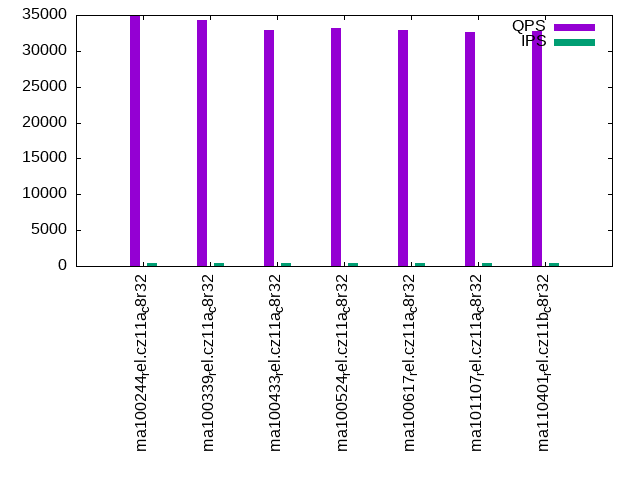 35000
30000
25000
20000
15000
10000
5000
0
QPS
IPS
ma100244rel.cz11ac8r32
ma100339rel.cz11ac8r32
ma100433rel.cz11ac8r32
ma100524rel.cz11ac8r32
ma100617rel.cz11ac8r32
ma101107rel.cz11ac8r32
ma110401rel.cz11bc8r32